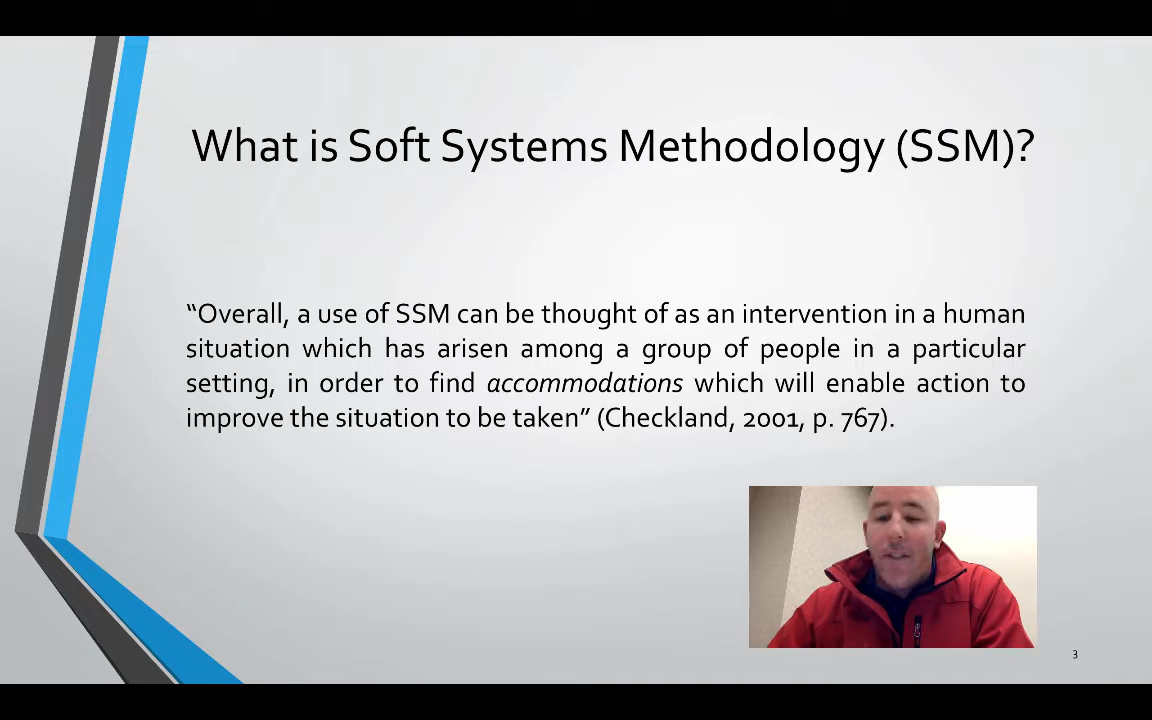 What is Soft Systems Methodology (SSM)?
“Overall, a use of SSM can be thought of as an intervention in a human
situation which has arisen among a group of people in a particular
setting, in order to find accommodations which will enable action to
improve the situation to be taken” (Checkland, 2001, p. 767).
3